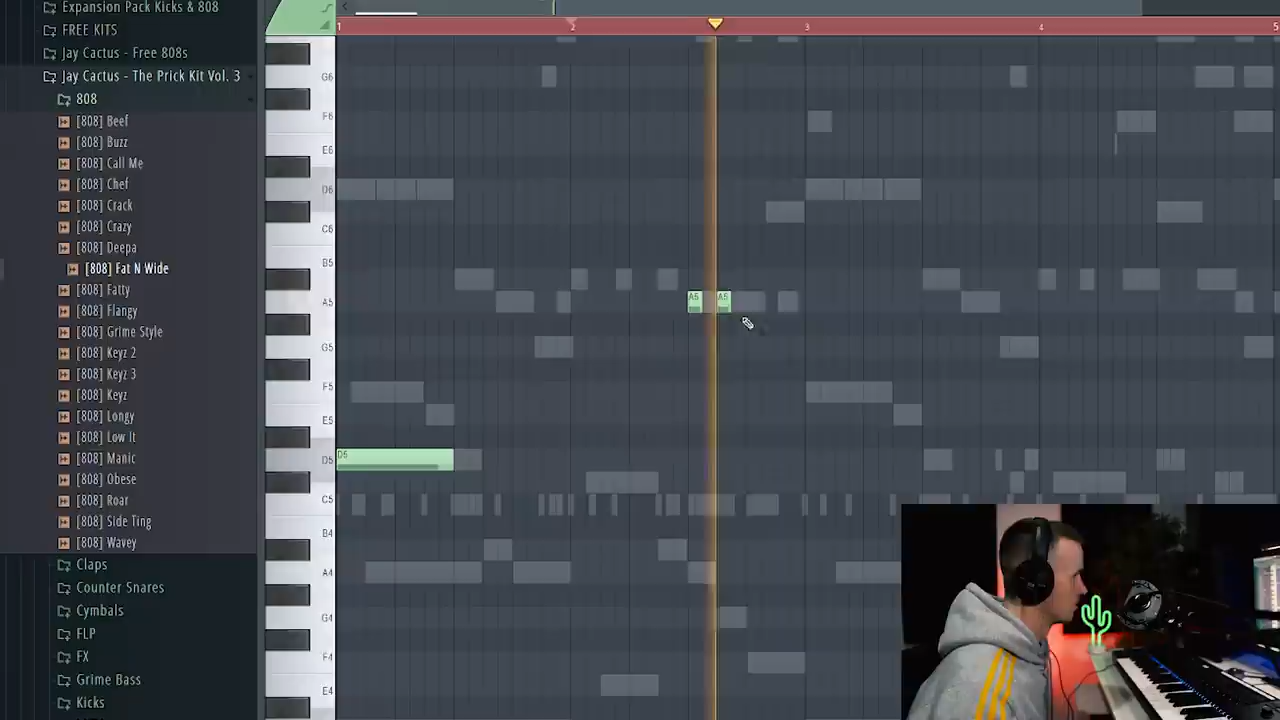 Expansion Pack Kicks & 808
FREE KITS
Jay Cactus - Free 808s
Jay Cactus - The Prick Kit Vol. 3
808
[808] Beef
[808] Buzz
[808] Call Me
[808] Chef
[808] Crack
[808] Crazy
[808] Deepa
[808] Fat N Wide
[808] Fatty
[808] Flangy
[808] Grime Style
[808] Keyz 2
[808] Keyz 3
[808] Keyz
[808] Longy
[808] Low It
[808] Manic
[808] Obese
[808] Roar
[808] Side Ting
[808] Wavey
Claps
Counter Snares
Cymbals
FLP
FX
Grime Bass
Kicks
1 2 3 4 5
G6
F6
E6
D6
C6
B5
A5 A5 A5
G5
F5
E5
D5 D5
C5
B4
A4
G4
F4
E4